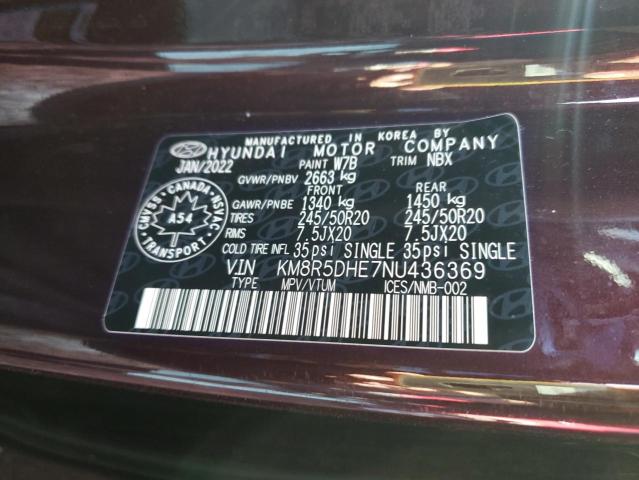 MANUFACTURED IN KOREA BY
HYUNDAI MOTOR COMPANY
JAN/2022 PAINT W7B TRIM NBX
GVWR/PNBV 2663 kg
FRONT REAR
GAWR/PNBE 1340 kg 1450 kg
TIRES 245/50R20 245/50R20
RIMS 7.5JX20 7.5JX20
COLD TIRE INFL 35psi SINGLE 35psi SINGLE
VIN KM8R5DHE7NU436369
TYPE MPV/VTUM ICES/NMB-002
CMVSS • CANADA • NSVAC
A54
TRANSPORT